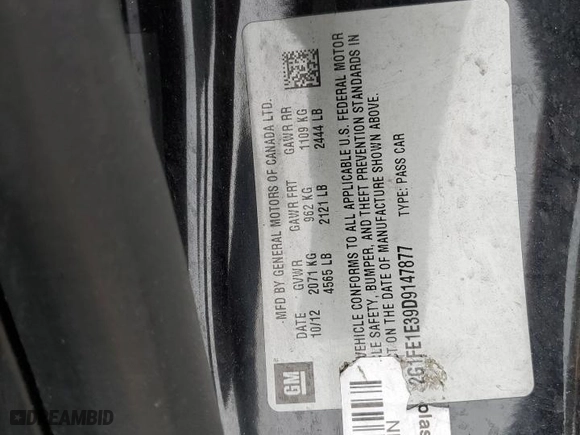 MFD BY GENERAL MOTORS OF CANADA LTD.
DATE GVWR GAWR FRT GAWR RR
10/12 2071 KG 962 KG 1109 KG
4565 LB 2121 LB 2444 LB
GM
VEHICLE CONFORMS TO ALL APPLICABLE U.S. FEDERAL MOTOR
LE SAFETY, BUMPER, AND THEFT PREVENTION STANDARDS IN
T ON THE DATE OF MANUFACTURE SHOWN ABOVE.
2G1FE1E39D9147877 TYPE: PASS CAR
plas
DREAMBID